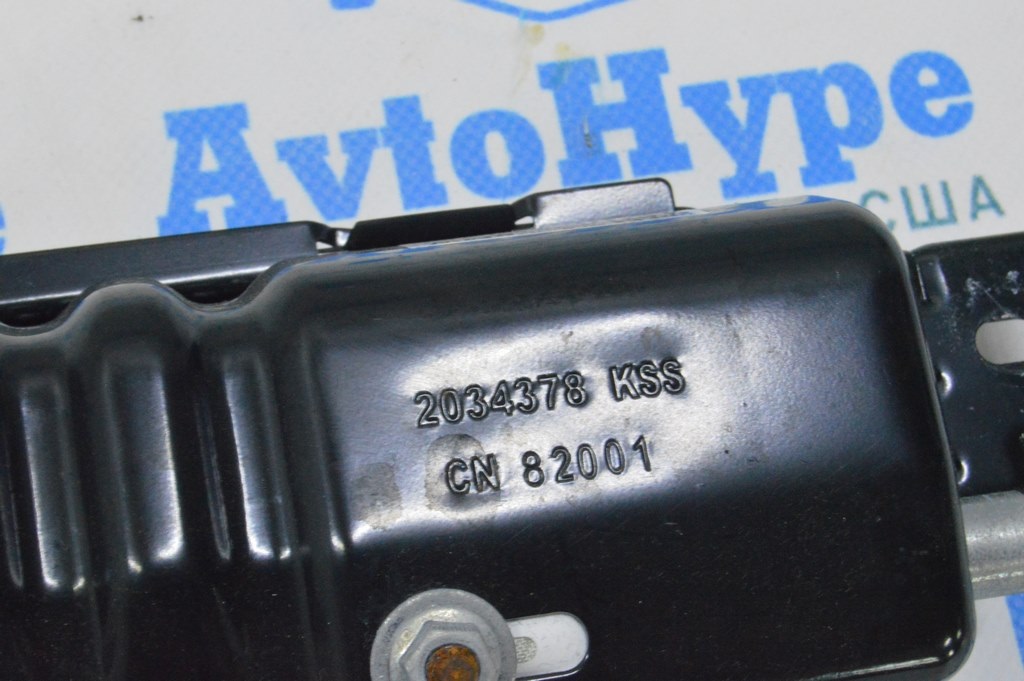 AvtoHype
США
2034378 KSS
CN 82001